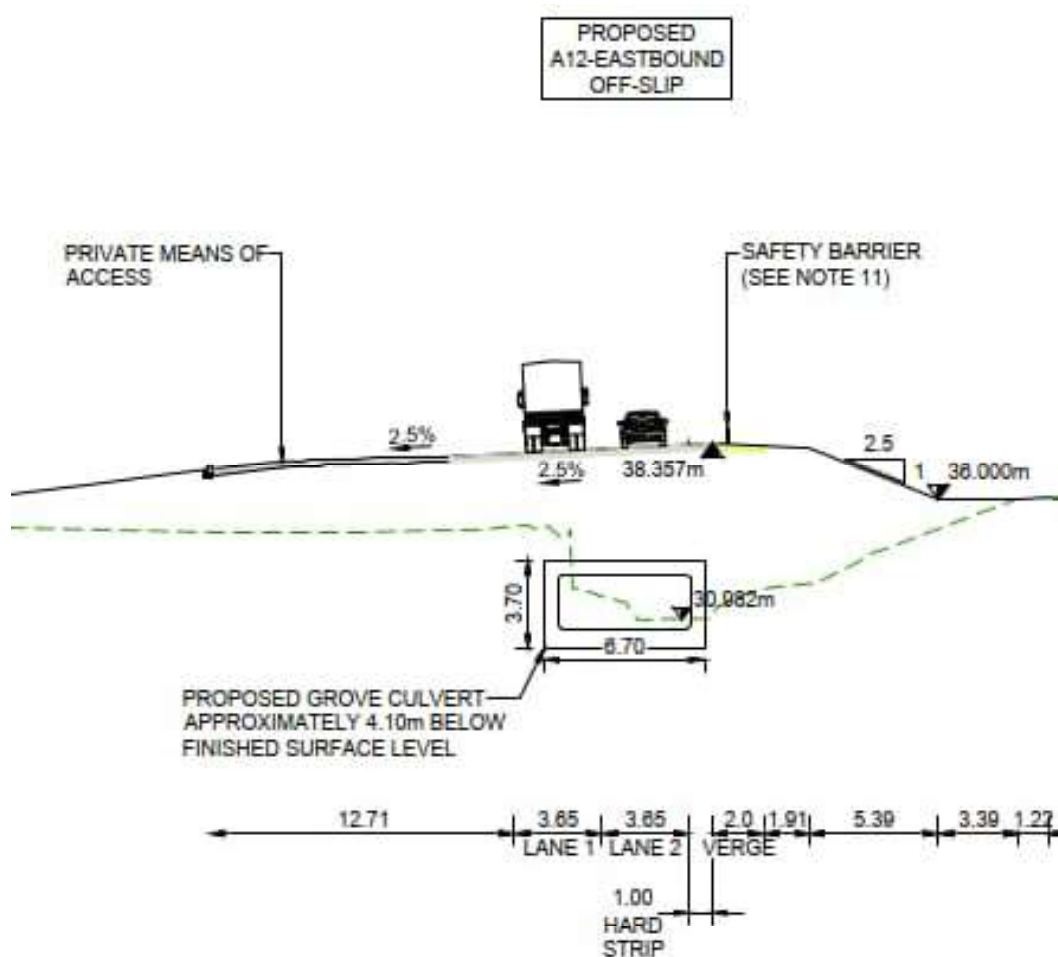 PROPOSED
A12-EASTBOUND
OFF-SLIP
PRIVATE MEANS OF
ACCESS
SAFETY BARRIER
(SEE NOTE 11)
2.5%
2.5%
38.357m
2.5
1
36.000m
3.70
30.982m
6.70
PROPOSED GROVE CULVERT
APPROXIMATELY 4.10m BELOW
FINISHED SURFACE LEVEL
12.71 3.65 3.65 2.0 1.91 5.39 3.39 1.22
LANE 1 LANE 2 VERGE
1.00
HARD
STRIP